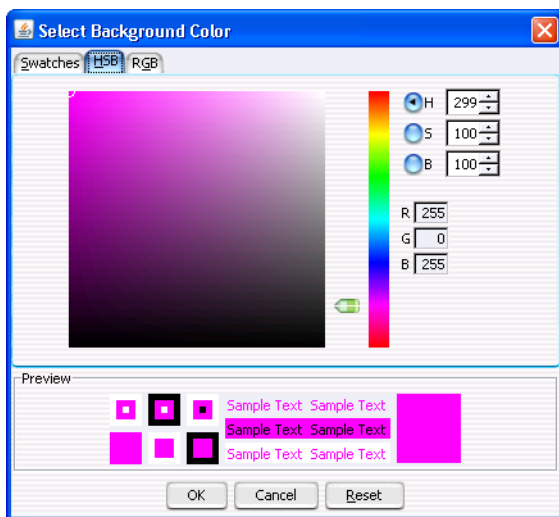 Select Background Color
Swatches HSB RGB
H 299
S 100
B 100
R 255
G 0
B 255
Preview
Sample Text Sample Text
Sample Text Sample Text
Sample Text Sample Text
OK Cancel Reset